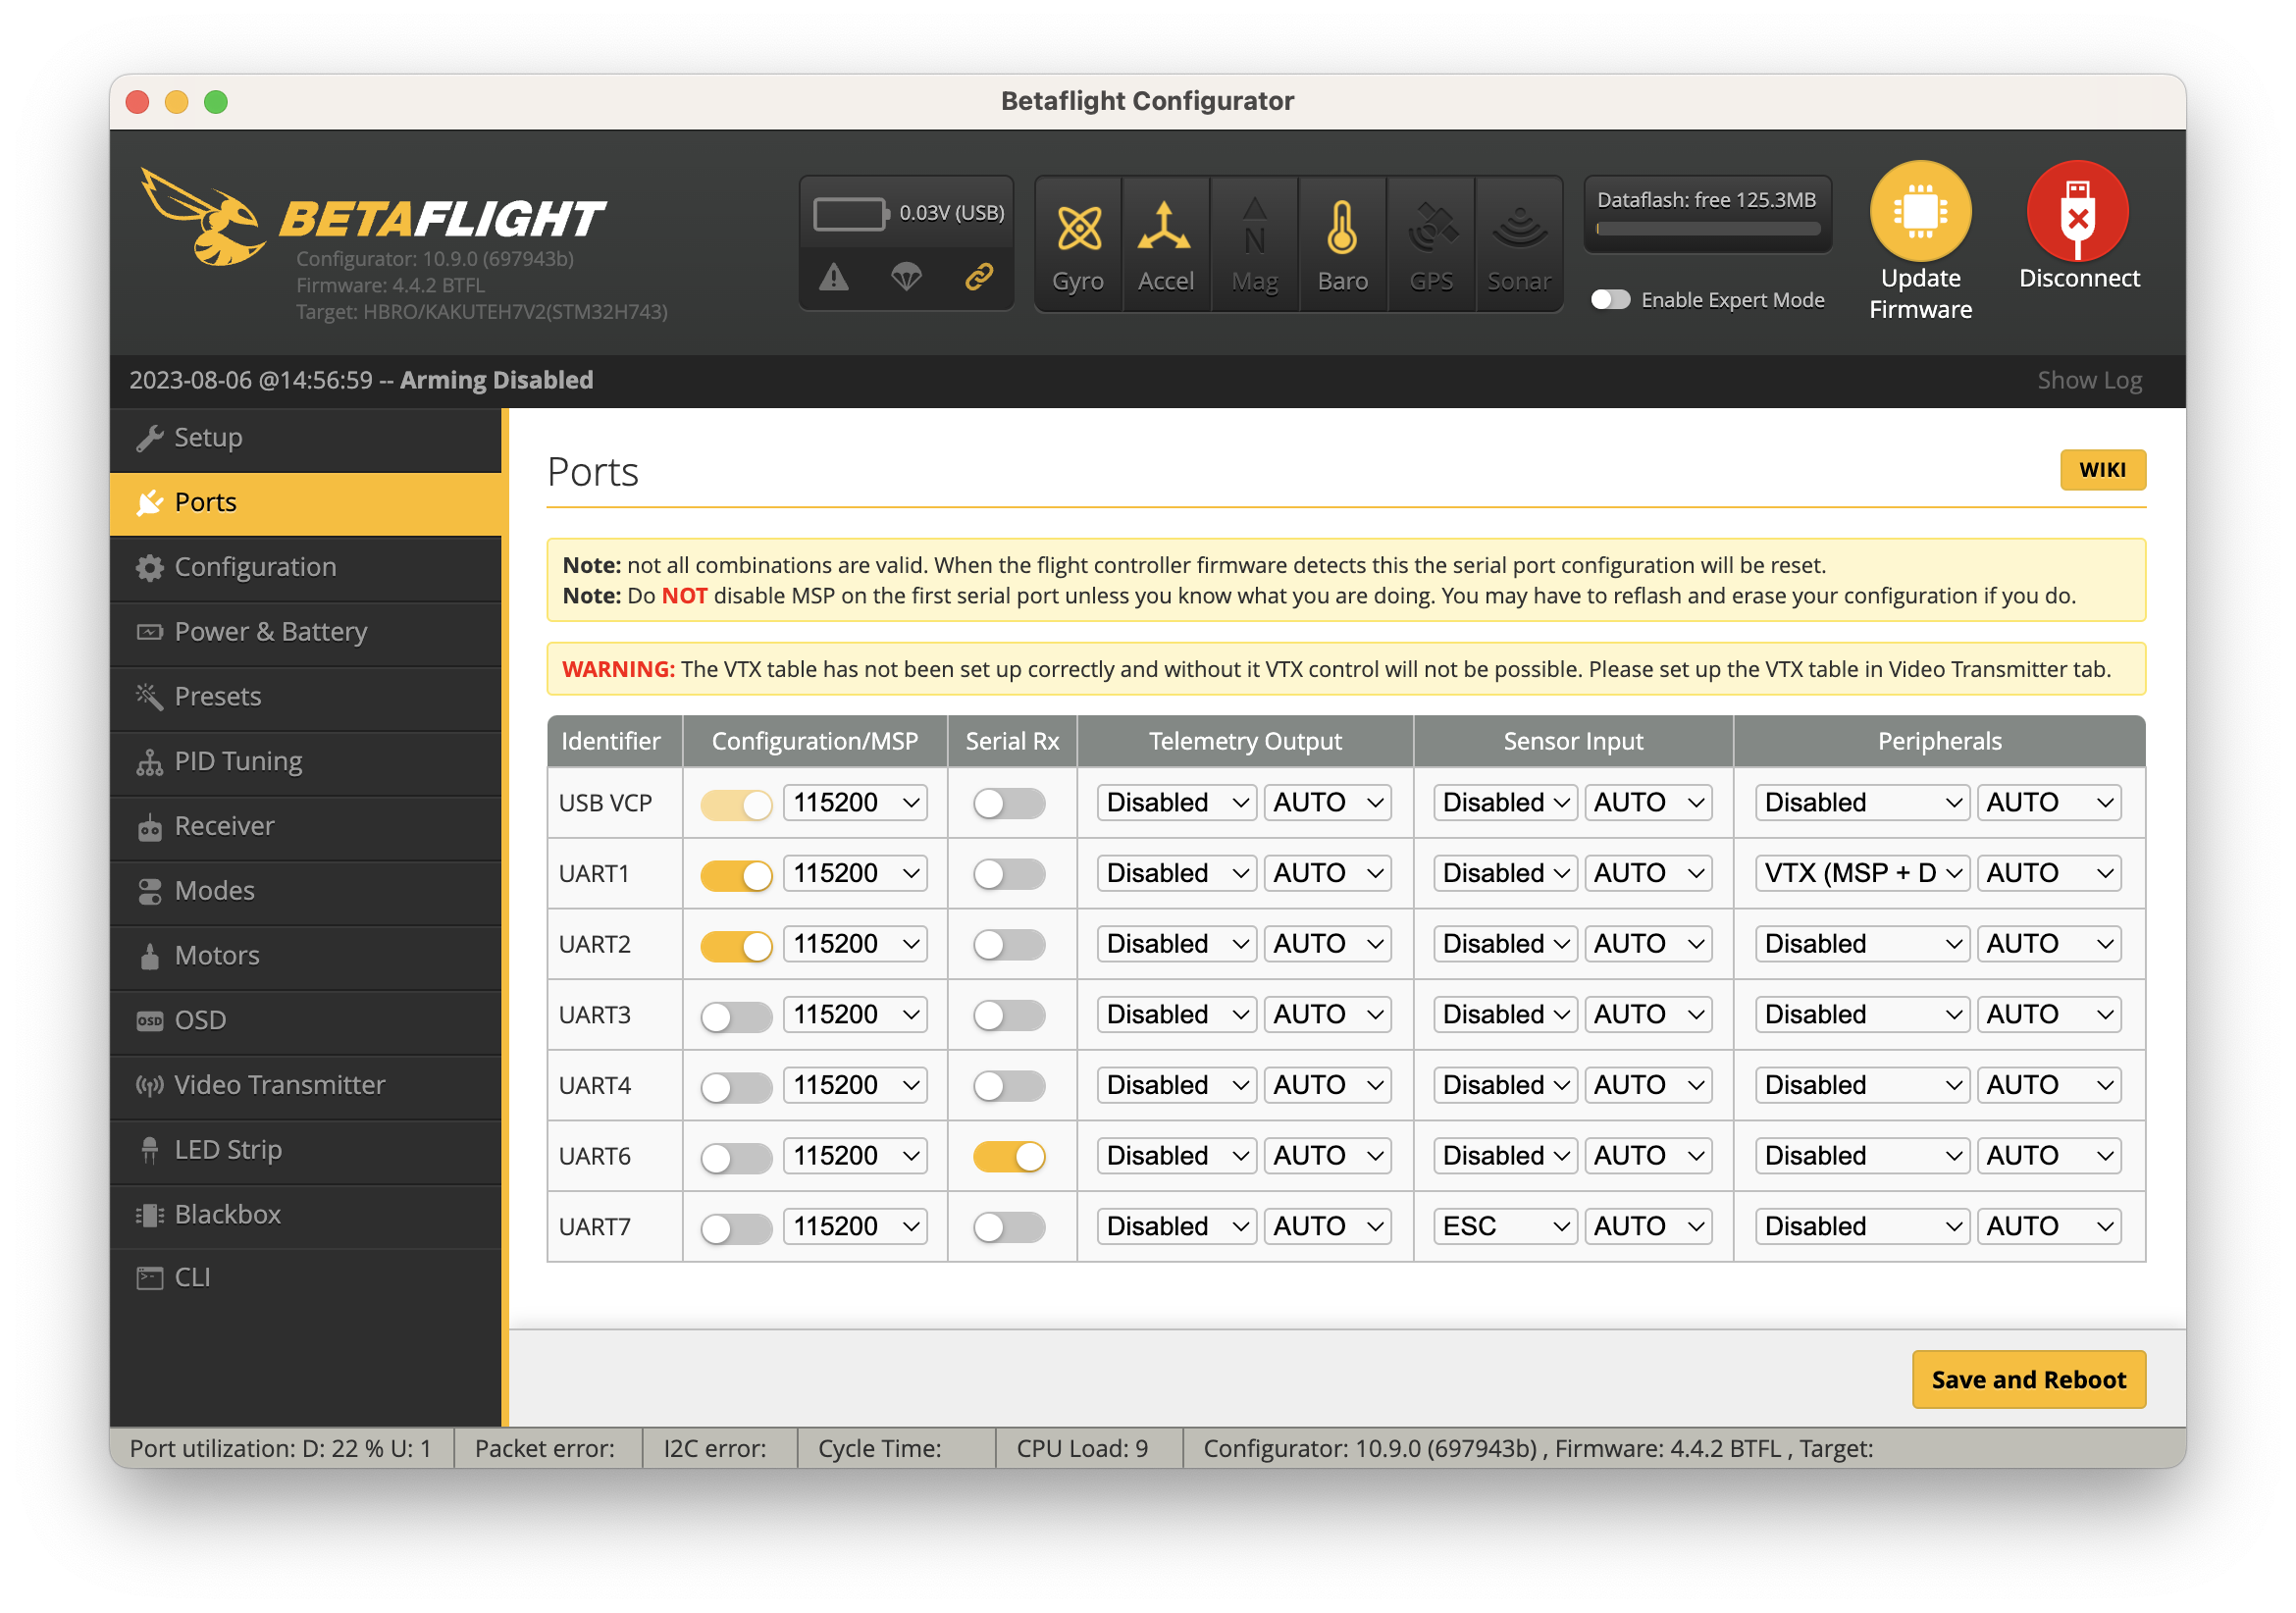 Betaflight Configurator
BETAFLIGHT
Configurator: 10.9.0 (697943b)
Firmware: 4.4.2 BTFL
Target: HBRO/KAKUTEH7V2(STM32H743)
0.03V (USB)
Gyro
Accel
N
Mag
Baro
GPS
Sonar
Dataflash: free 125.3MB
Enable Expert Mode
Update
Firmware
Disconnect
2023-08-06 @14:56:59 -- Arming Disabled
Show Log
Setup
Ports
Configuration
Power & Battery
Presets
PID Tuning
Receiver
Modes
Motors
OSD OSD
Video Transmitter
LED Strip
Blackbox
CLI
Ports
WIKI
Note: not all combinations are valid. When the flight controller firmware detects this the serial port configuration will be reset.
Note: Do NOT disable MSP on the first serial port unless you know what you are doing. You may have to reflash and erase your configuration if you do.
WARNING: The VTX table has not been set up correctly and without it VTX control will not be possible. Please set up the VTX table in Video Transmitter tab.
Identifier Configuration/MSP Serial Rx Telemetry Output Sensor Input Peripherals
USB VCP 115200 Disabled AUTO Disabled AUTO Disabled AUTO
UART1 115200 Disabled AUTO Disabled AUTO VTX (MSP + D AUTO
UART2 115200 Disabled AUTO Disabled AUTO Disabled AUTO
UART3 115200 Disabled AUTO Disabled AUTO Disabled AUTO
UART4 115200 Disabled AUTO Disabled AUTO Disabled AUTO
UART6 115200 Disabled AUTO Disabled AUTO Disabled AUTO
UART7 115200 Disabled AUTO ESC AUTO Disabled AUTO
Save and Reboot
Port utilization: D: 22 % U: 1 Packet error: I2C error: Cycle Time: CPU Load: 9 Configurator: 10.9.0 (697943b) , Firmware: 4.4.2 BTFL , Target: